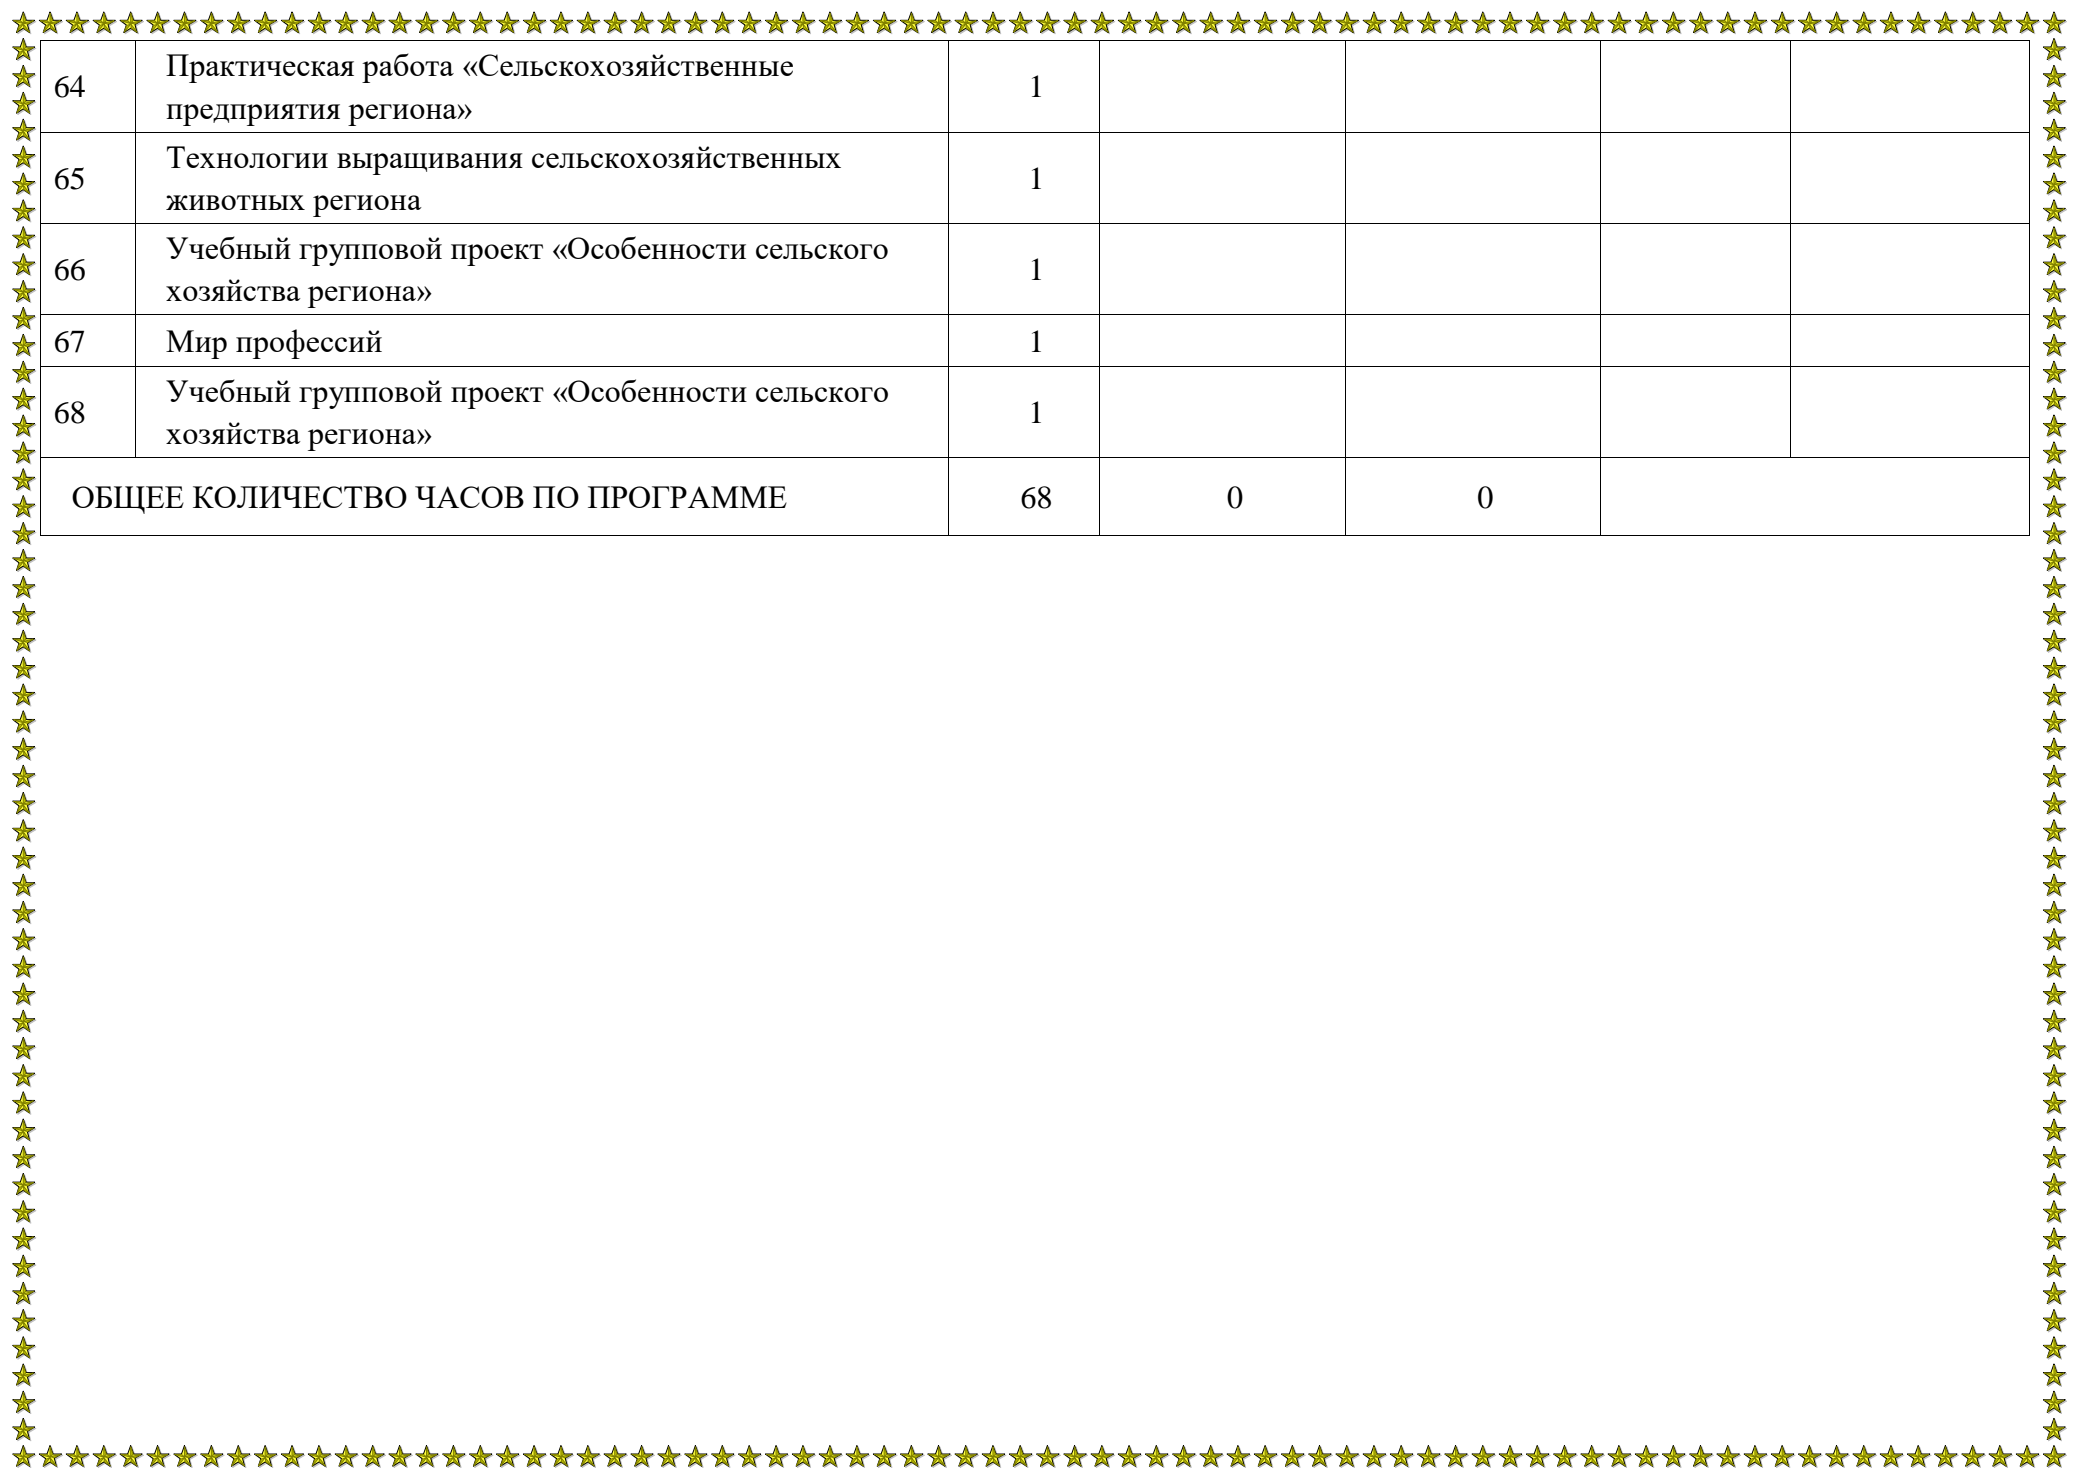 64 Практическая работа «Сельскохозяйственные 1
предприятия региона»
65 Технологии выращивания сельскохозяйственных 1
животных региона
66 Учебный групповой проект «Особенности сельского 1
хозяйства региона»
67 Мир профессий 1
68 Учебный групповой проект «Особенности сельского 1
хозяйства региона»
ОБЩЕЕ КОЛИЧЕСТВО ЧАСОВ ПО ПРОГРАММЕ 68 0 0